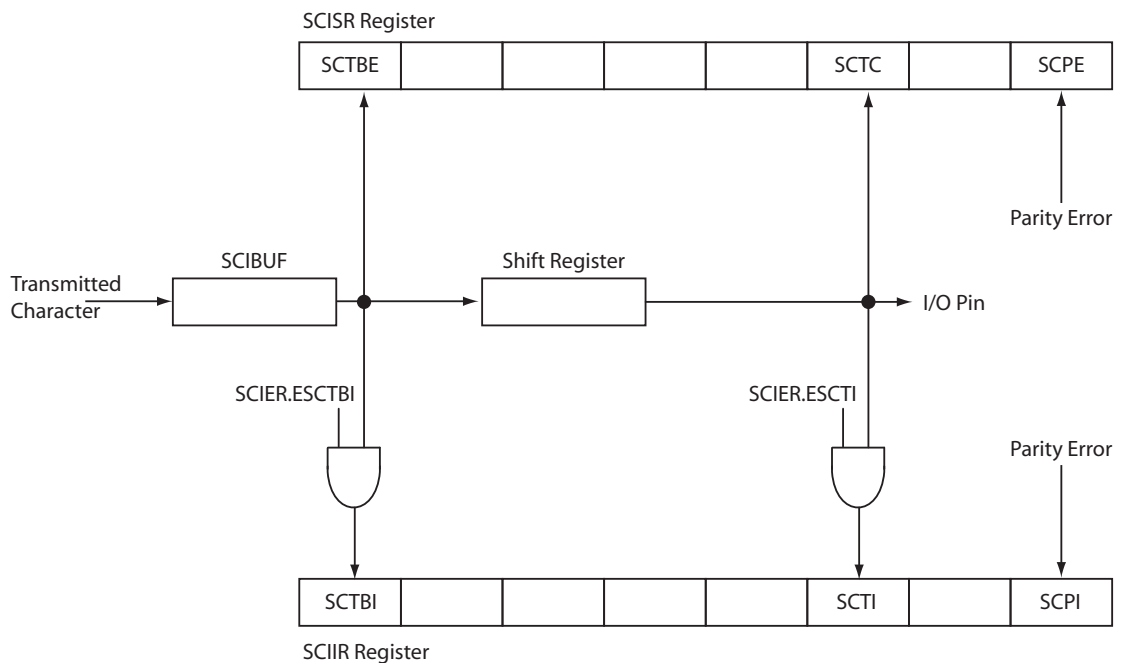 SCISR Register
SCTBE
SCTC
SCPE
Parity Error
SCIBUF
Shift Register
Transmitted
Character
I/O Pin
SCIER.ESCTBI
SCIER.ESCTI
Parity Error
SCTBI
SCTI
SCPI
SCIIR Register